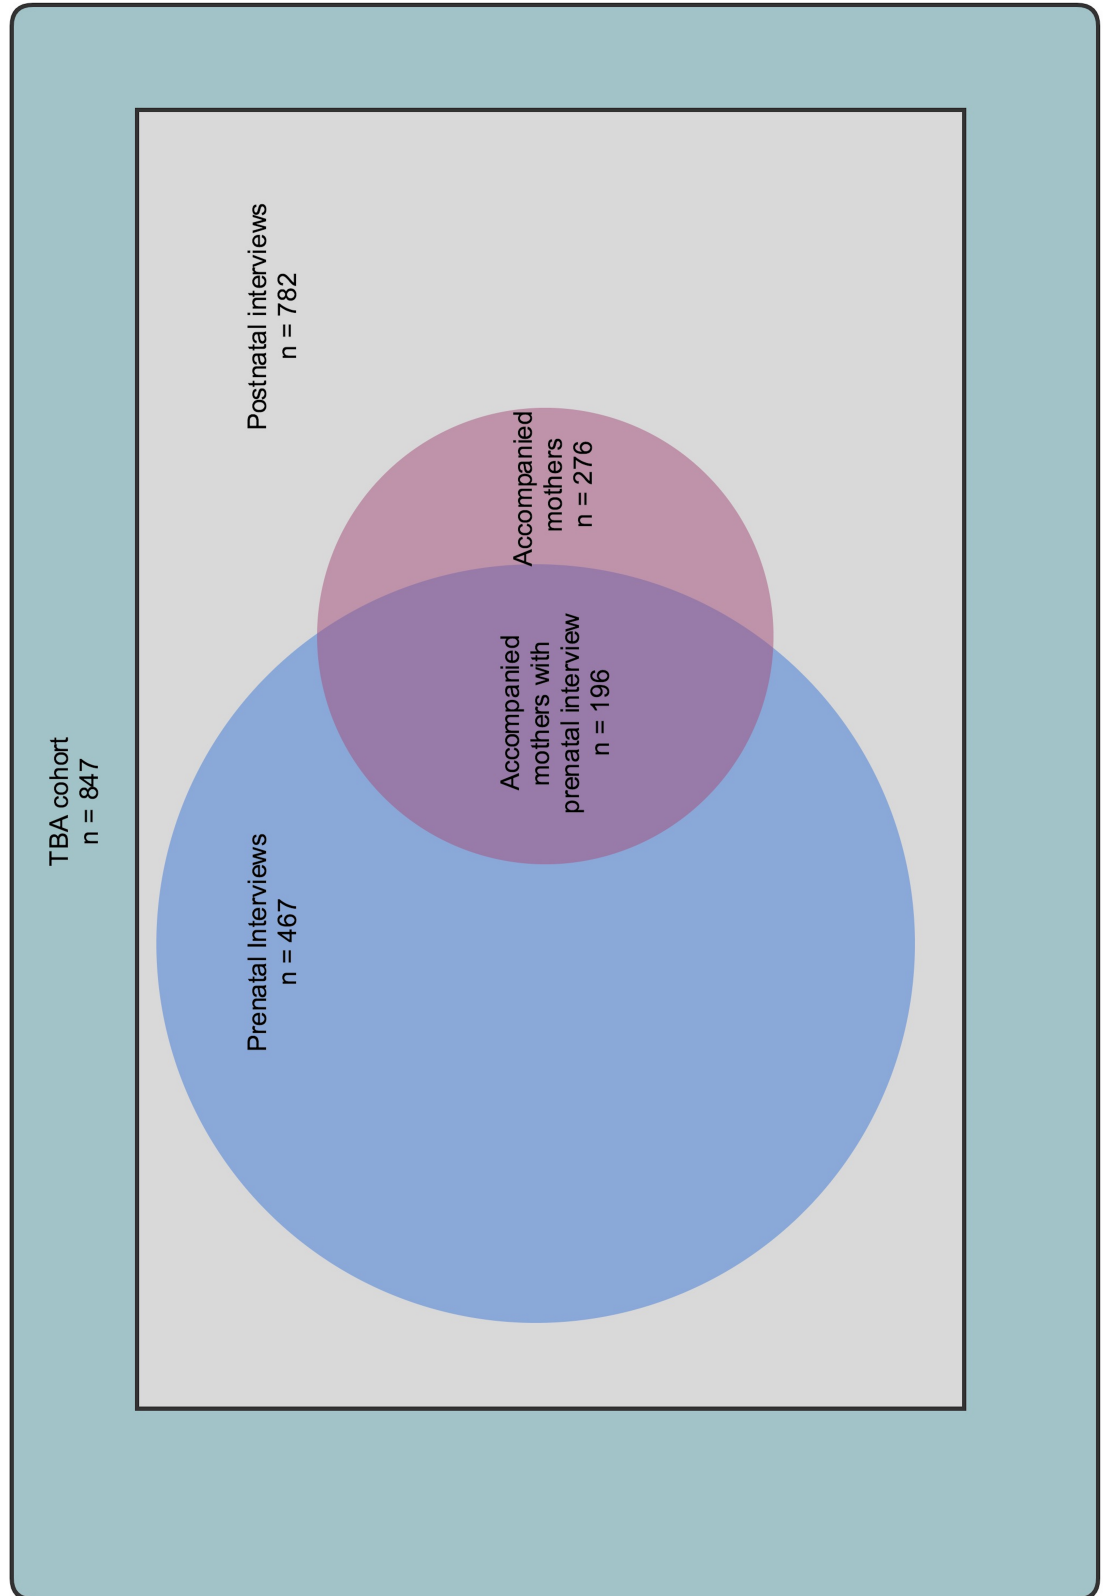 TBA cohort
n = 847
Prenatal Interviews
n = 467
Postnatal interviews
n = 782
Accompanied
mothers with
prenatal interview
n = 196
Accompanied
mothers
n = 276